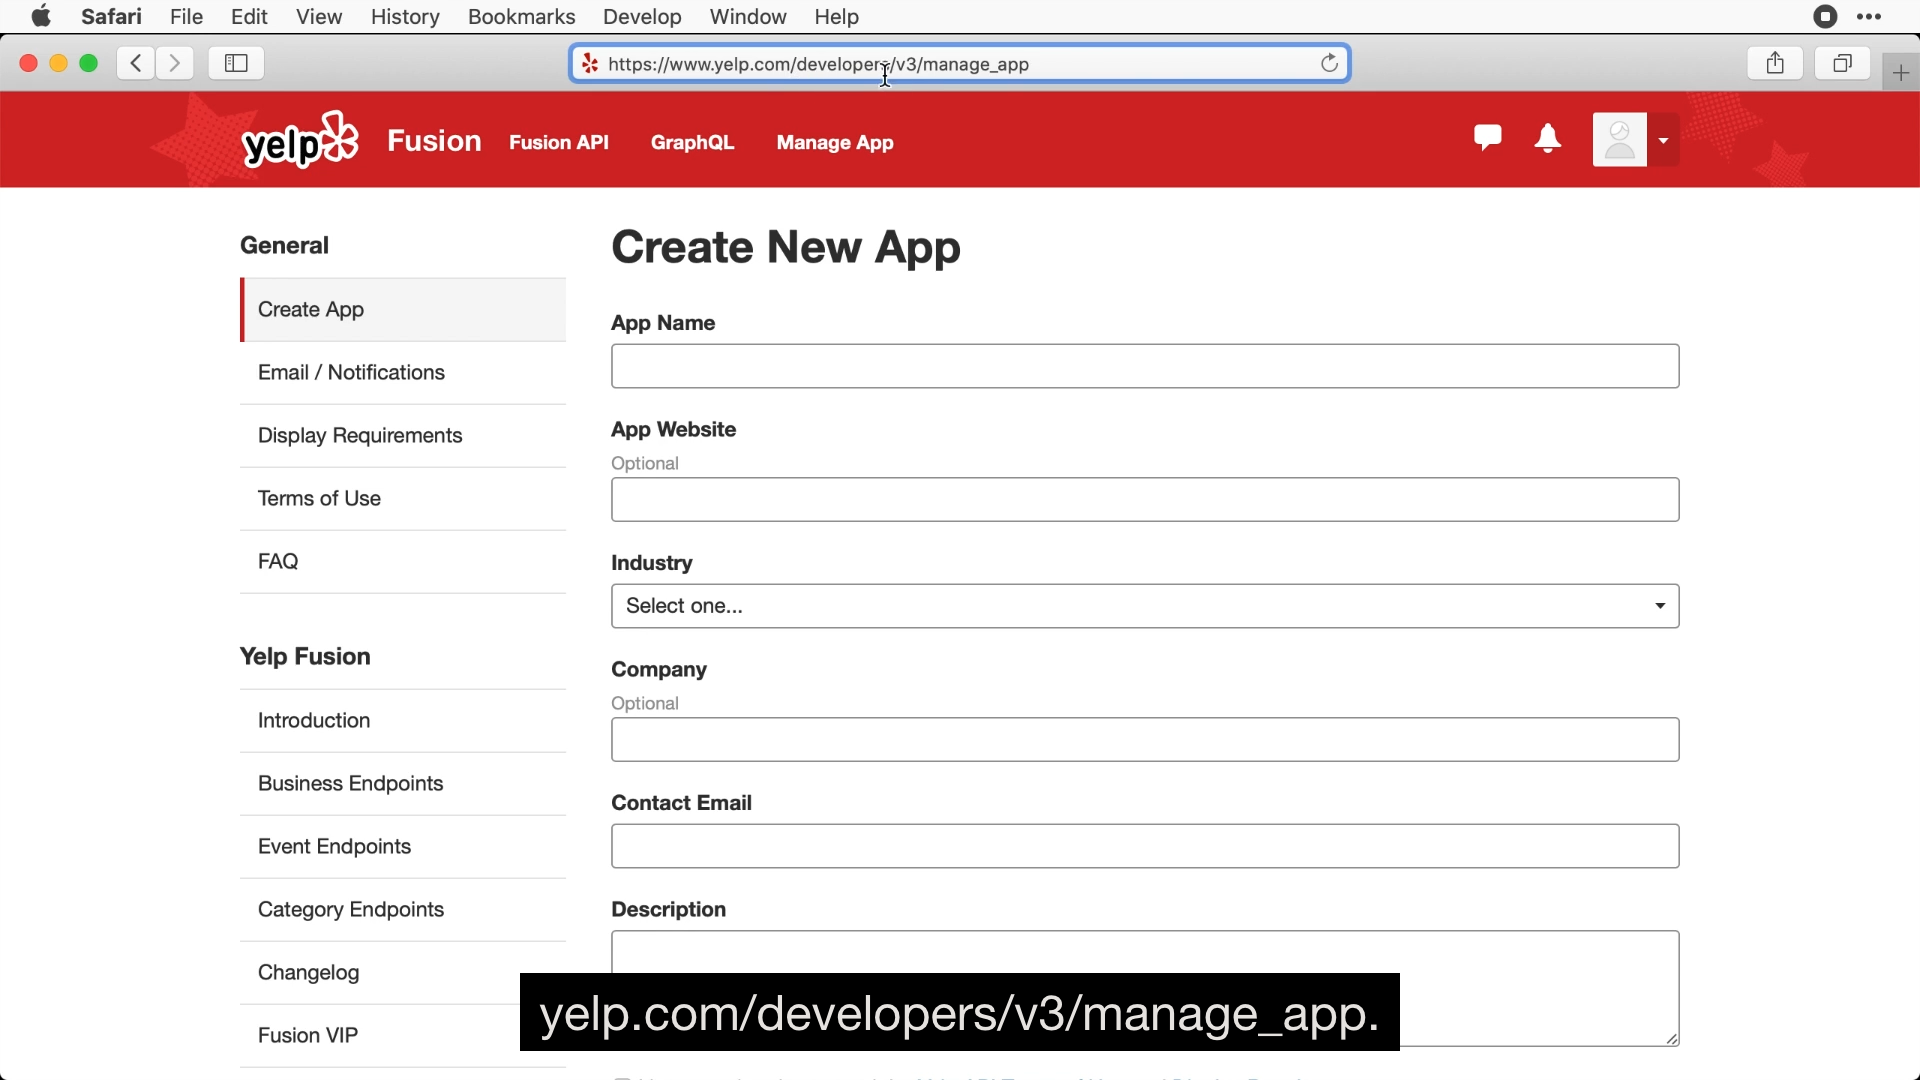 Safari File Edit View History Bookmarks Develop Window Help
https://www.yelp.com/developers/v3/manage_app
yelp Fusion Fusion API GraphQL Manage App
General
Create App
Email / Notifications
Display Requirements
Terms of Use
FAQ
Yelp Fusion
Introduction
Business Endpoints
Event Endpoints
Category Endpoints
Changelog
Fusion VIP
Create New App
App Name
App Website
Optional
Industry
Select one...
Company
Optional
Contact Email
Description
yelp.com/developers/v3/manage_app.